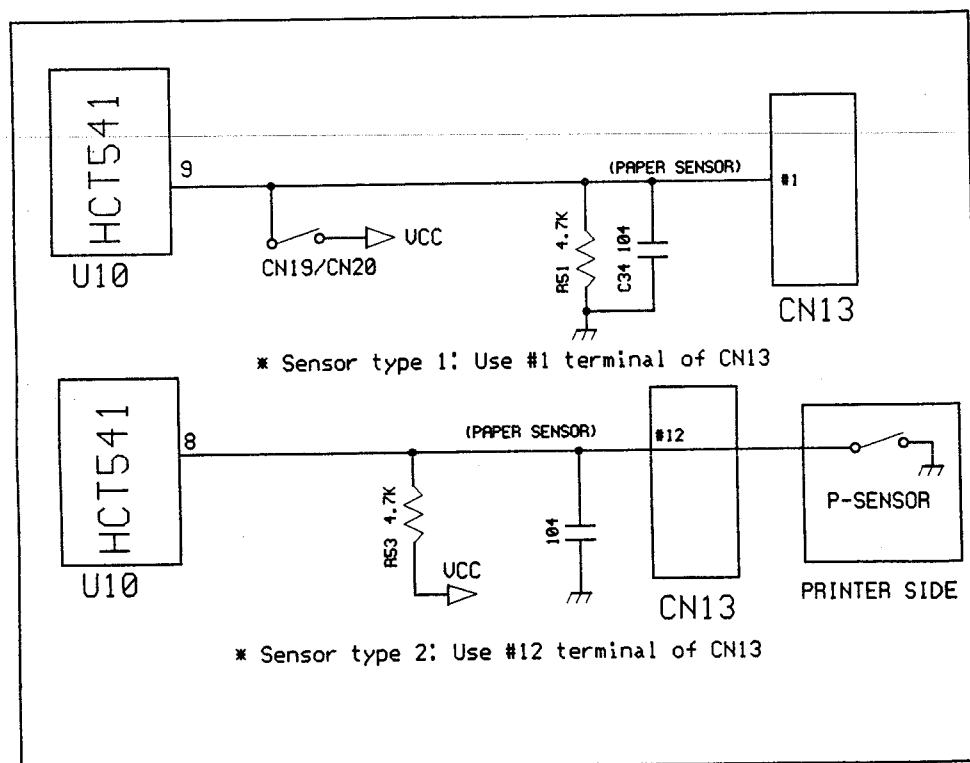 HCT541
U10
9
(PAPER SENSOR)
#1
VCC
CN19/CN20
R51 4.7K
C34 104
CN13
* Sensor type 1: Use #1 terminal of CN13
HCT541
U10
8
(PAPER SENSOR)
#12
R53 4.7K
VCC
104
CN13
P-SENSOR
PRINTER SIDE
* Sensor type 2: Use #12 terminal of CN13